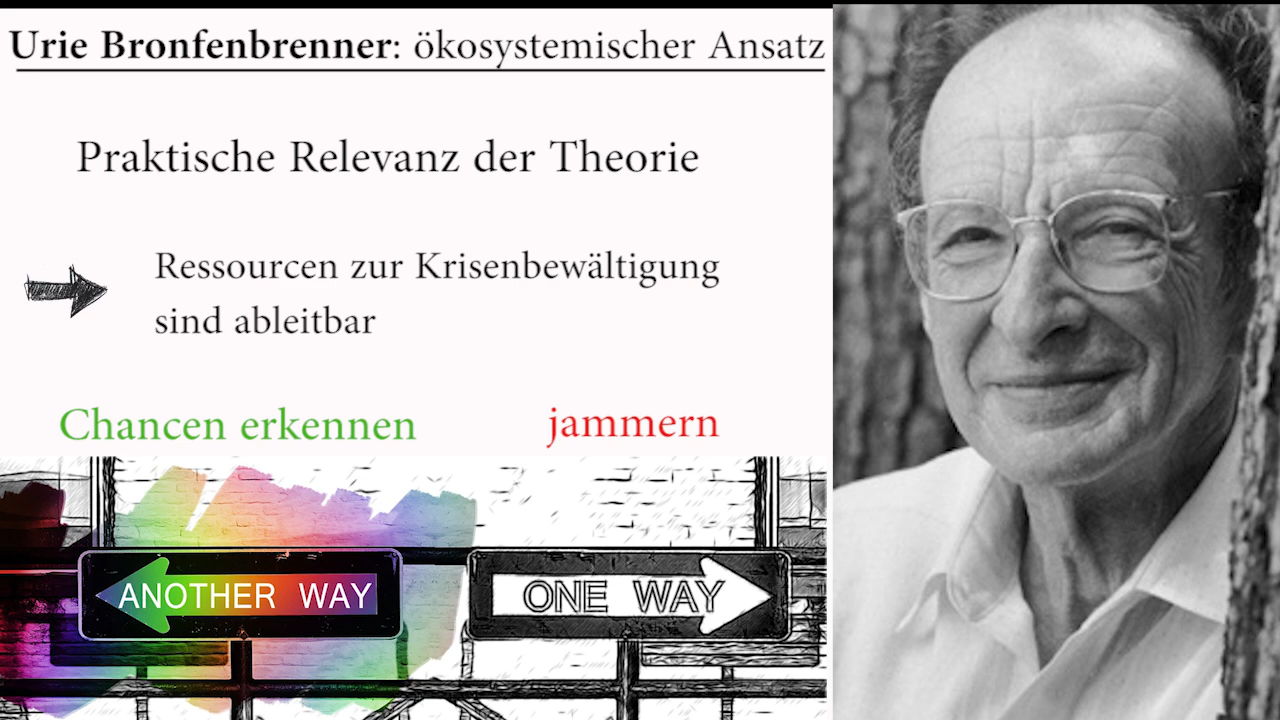 Urie Bronfenbrenner: ökosystemischer Ansatz
Praktische Relevanz der Theorie
Ressourcen zur Krisenbewältigung
sind ableitbar
Chancen erkennen
jammern
ANOTHER WAY
ONE WAY